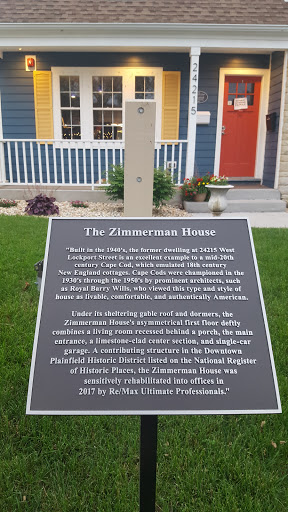 24215
The Zimmerman House
"Built in the 1940's, the former dwelling at 24215 West
Lockport Street is an excellent example to a mid-20th
century Cape Cod, which emulated 18th century
New England cottages. Cape Cods were championed in the
1930's through the 1950's by prominent architects, such
as Royal Barry Wills, who viewed this type and style of
house as livable, comfortable, and authentically American.
Under its sheltering gable roof and dormers, the
Zimmerman House's asymmetrical first floor deftly
combines a living room recessed behind a porch, the main
entrance, a limestone-clad center section, and single-car
garage. A contributing structure in the Downtown
Plainfield Historic District listed on the National Register
of Historic Places, the Zimmerman House was
sensitively rehabilitated into offices in
2017 by Re/Max Ultimate Professionals."